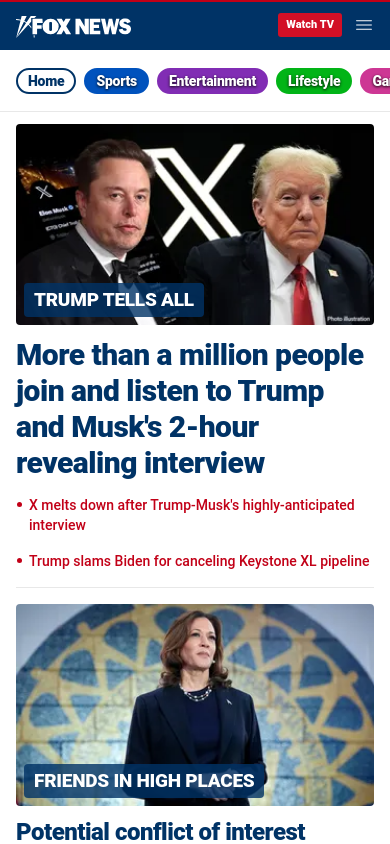 FOX NEWS
Watch TV
Home
Sports
Entertainment
Lifestyle
Ga
X
Elon Musk
Photo Illustration
TRUMP TELLS ALL
More than a million people
join and listen to Trump
and Musk's 2-hour
revealing interview
X melts down after Trump-Musk's highly-anticipated
interview
Trump slams Biden for canceling Keystone XL pipeline
FRIENDS IN HIGH PLACES
Potential conflict of interest